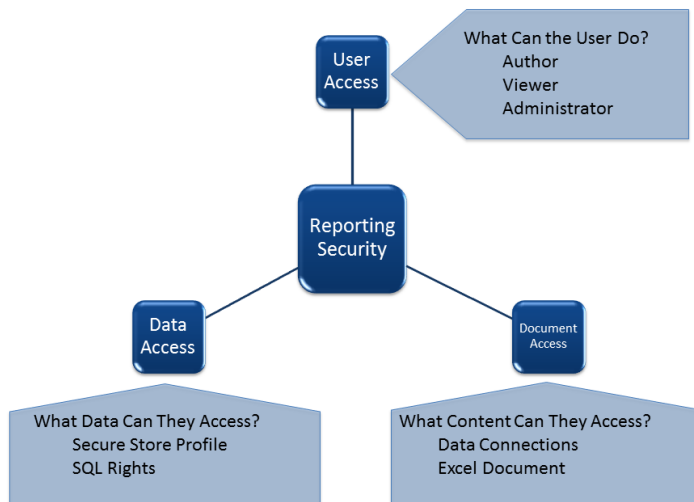 User
Access
What Can the User Do?
Author
Viewer
Administrator
Reporting
Security
Data
Access
Document
Access
What Data Can They Access?
Secure Store Profile
SQL Rights
What Content Can They Access?
Data Connections
Excel Document